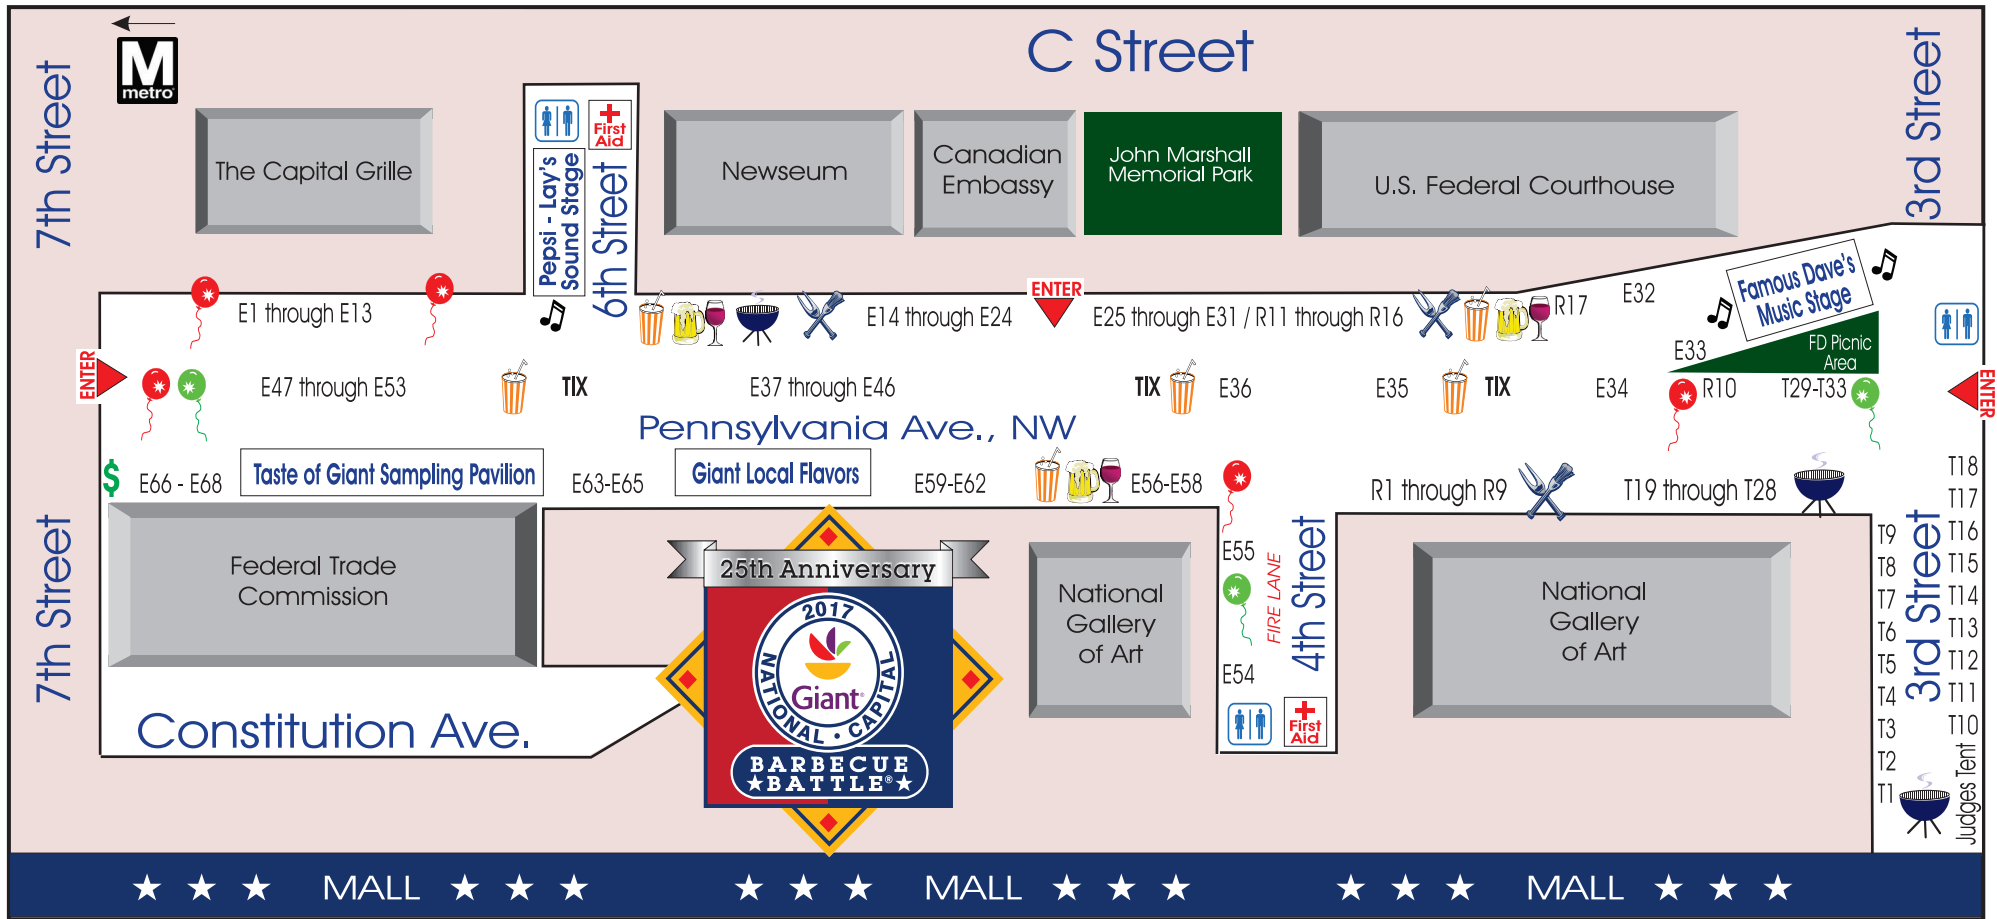 C Street
M
metro
7th Street
3rd Street
The Capital Grille
First
Aid
Pepsi - Lay's
Sound Stage
6th Street
Newseum
Canadian
Embassy
John Marshall
Memorial Park
U.S. Federal Courthouse
Famous Dave's
Music Stage
FD Picnic
Area
ENTER
E1 through E13
E14 through E24
ENTER
E25 through E31 / R11 through R16
R17
E32
E33
E47 through E53
TIX
E37 through E46
TIX
E36
E35
TIX
E34
R10
T29-T33
ENTER
Pennsylvania Ave., NW
$
E66 - E68
Taste of Giant Sampling Pavilion
E63-E65
Giant Local Flavors
E59-E62
E56-E58
R1 through R9
T19 through T28
T18
T17
T16
T15
T14
T13
T12
T11
T10
Judges Tent
7th Street
Federal Trade
Commission
25th Anniversary
2017
NATIONAL • CAPITAL
Giant®
BARBECUE
BATTLE®
National
Gallery
of Art
E55
FIRE LANE
4th Street
E54
First
Aid
National
Gallery
of Art
T9
T8
T7
T6
T5
T4
T3
T2
T1
3rd Street
Constitution Ave.
MALL
MALL
MALL